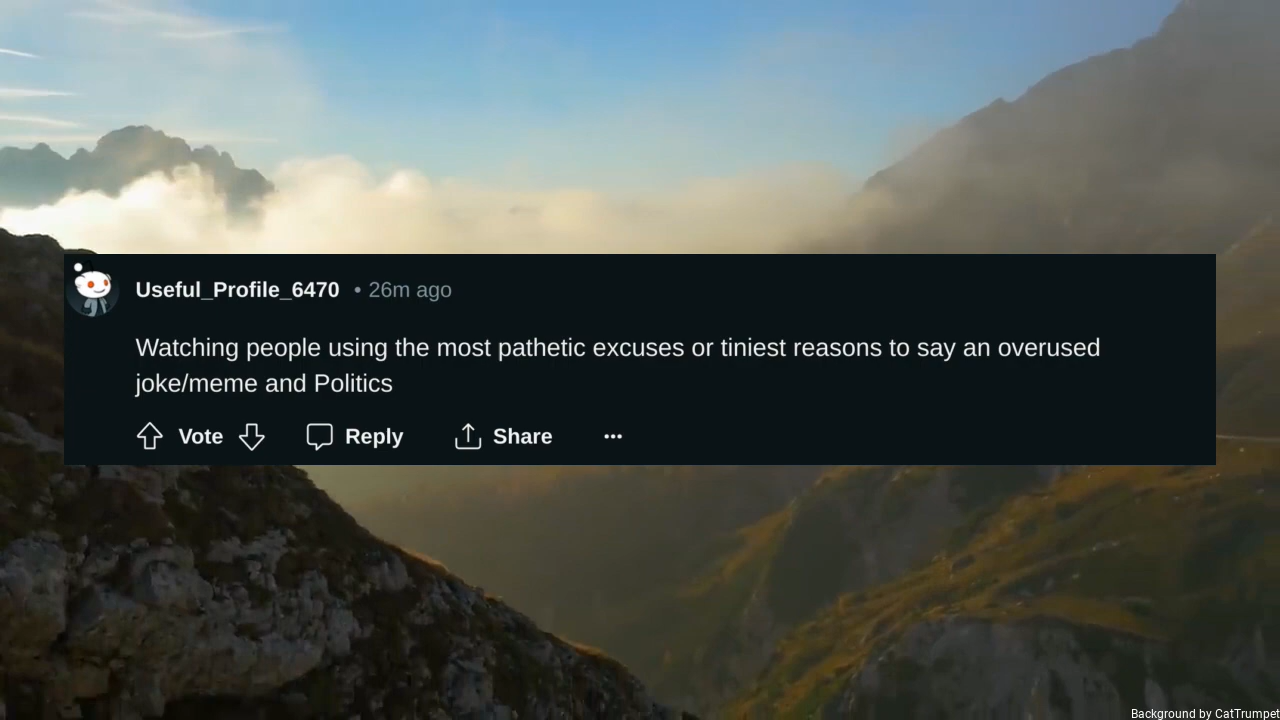 Useful_Profile_6470 • 26m ago
Watching people using the most pathetic excuses or tiniest reasons to say an overused
joke/meme and Politics
Vote Reply Share ...
Background by CatTrumpet